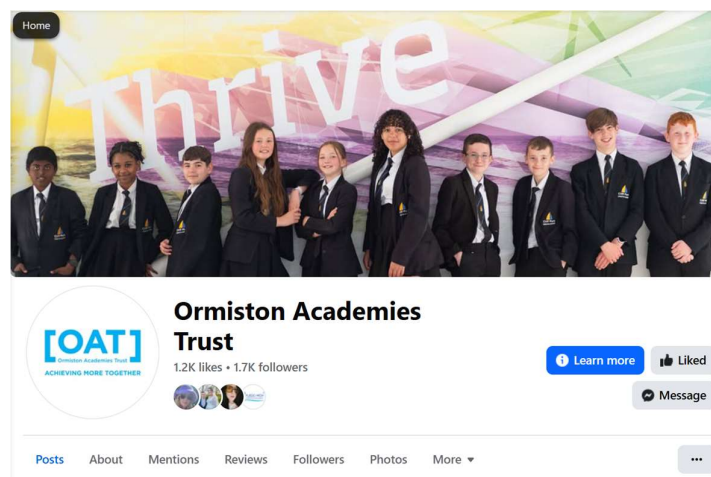 Home
Thrive
Ormiston Academies
Trust
[OAT]
Ormiston Academies Trust
ACHIEVING MORE TOGETHER
1.2K likes • 1.7K followers
Learn more
Liked
Message
Posts
About
Mentions
Reviews
Followers
Photos
More